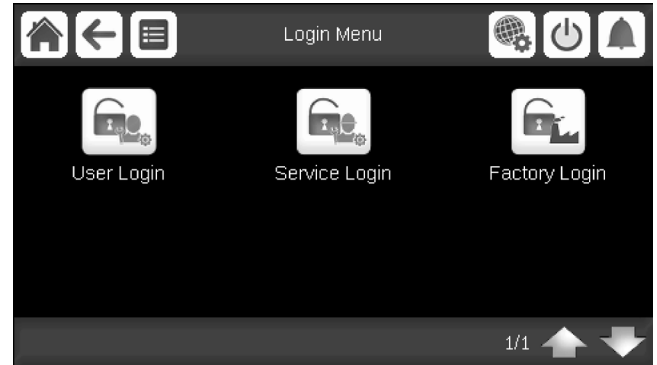 Login Menu
User Login
Service Login
Factory Login
1/1